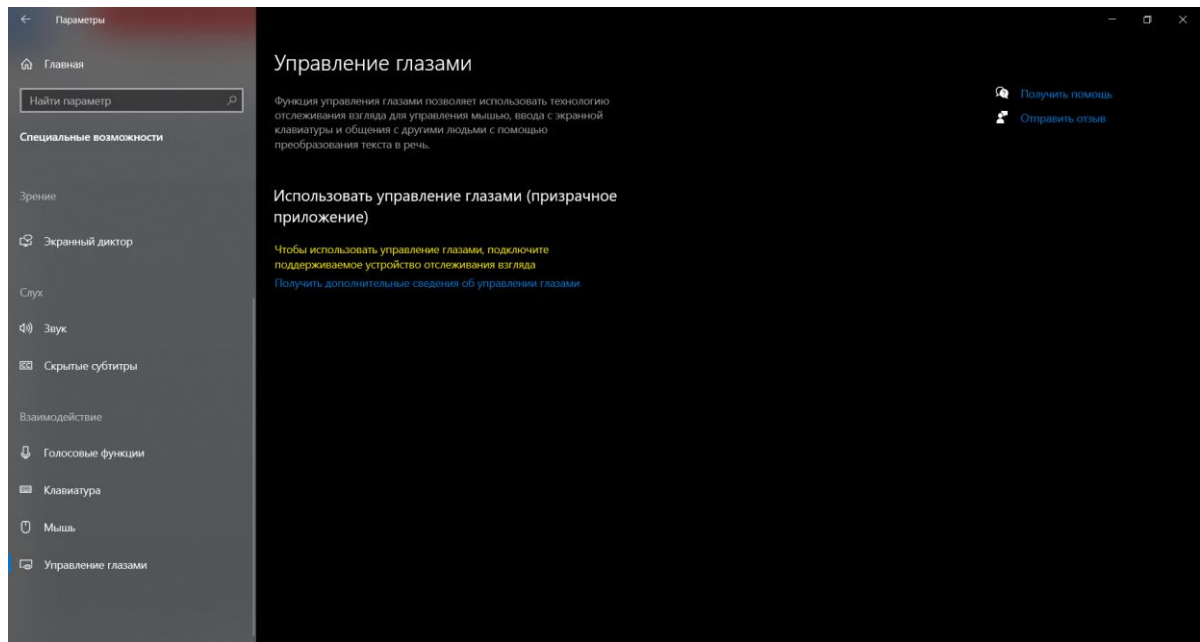 Параметры
Главная
Найти параметр
Специальные возможности
Зрение
Экранный диктор
Слух
Звук
Скрытые субтитры
Взаимодействие
Голосовые функции
Клавиатура
Мышь
Управление глазами
Управление глазами
Функция управления глазами позволяет использовать технологию
отслеживания взгляда для управления мышью, ввода с экранной
клавиатуры и общения с другими людьми с помощью
преобразования текста в речь.
Использовать управление глазами (призрачное
приложение)
Чтобы использовать управление глазами, подключите
поддерживаемое устройство отслеживания взгляда
Получить дополнительные сведения об управлении глазами
Получить помощь
Отправить отзыв